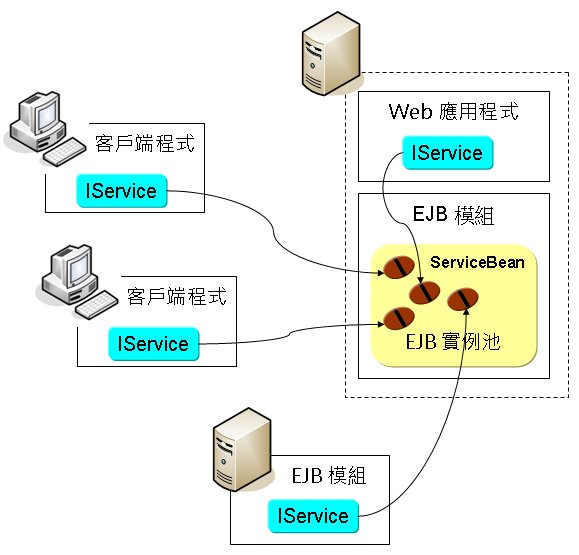 Web 應用程式
IService
客戶端程式
IService
EJB 模組
ServiceBean
EJB 實例池
客戶端程式
IService
EJB 模組
IService